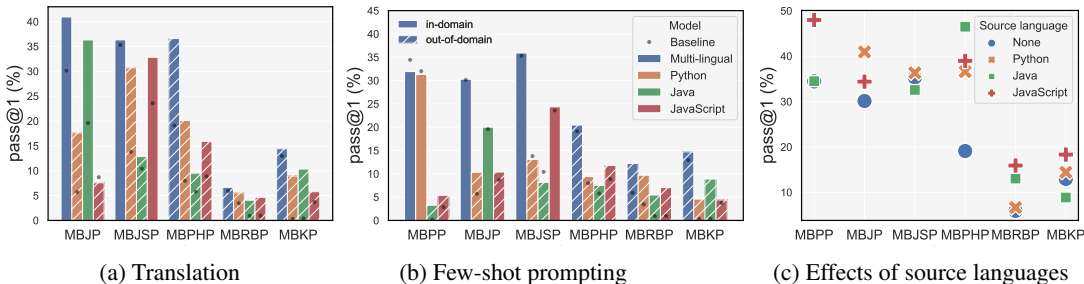 pass@1 (%)
40
35
30
25
20
15
10
5
0
MBJP MBJSP MBPHP MBRBP MBKP
(a) Translation
pass@1 (%)
45
40
35
30
25
20
15
10
5
0
in-domain
out-of-domain
Model
Baseline
Multi-lingual
Python
Java
JavaScript
MBPP MBJP MBJSP MBPHP MBRBP MBKP
(b) Few-shot prompting
pass@1 (%)
50
40
30
20
10
Source language
None
Python
Java
JavaScript
MBPP MBJP MBJSP MBPHP MBRBP MBKP
(c) Effects of source languages